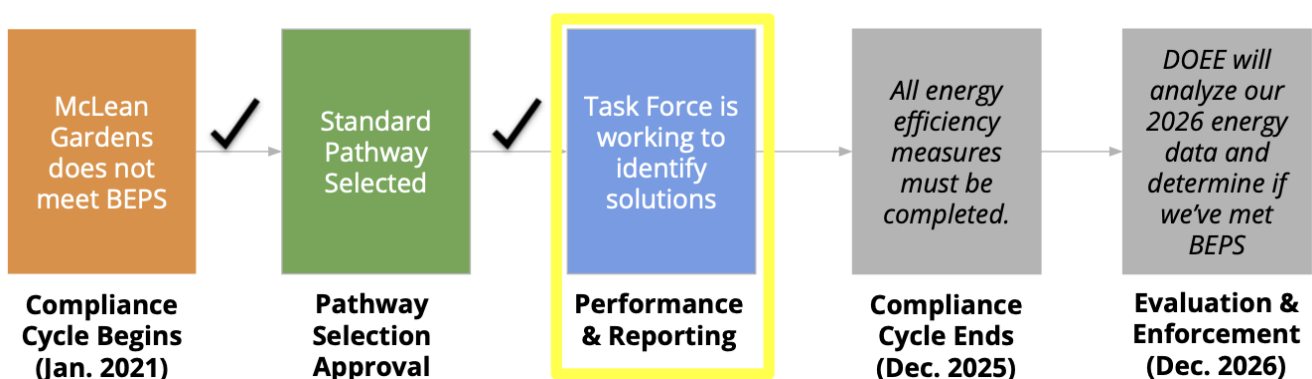 McLean
Gardens
does not
meet BEPS
Standard
Pathway
Selected
Task Force is
working to
identify
solutions
All energy
efficiency
measures
must be
completed.
DOEE will
analyze our
2026 energy
data and
determine if
we’ve met
BEPS
Compliance
Cycle Begins
(Jan. 2021)
Pathway
Selection
Approval
Performance
& Reporting
Compliance
Cycle Ends
(Dec. 2025)
Evaluation &
Enforcement
(Dec. 2026)